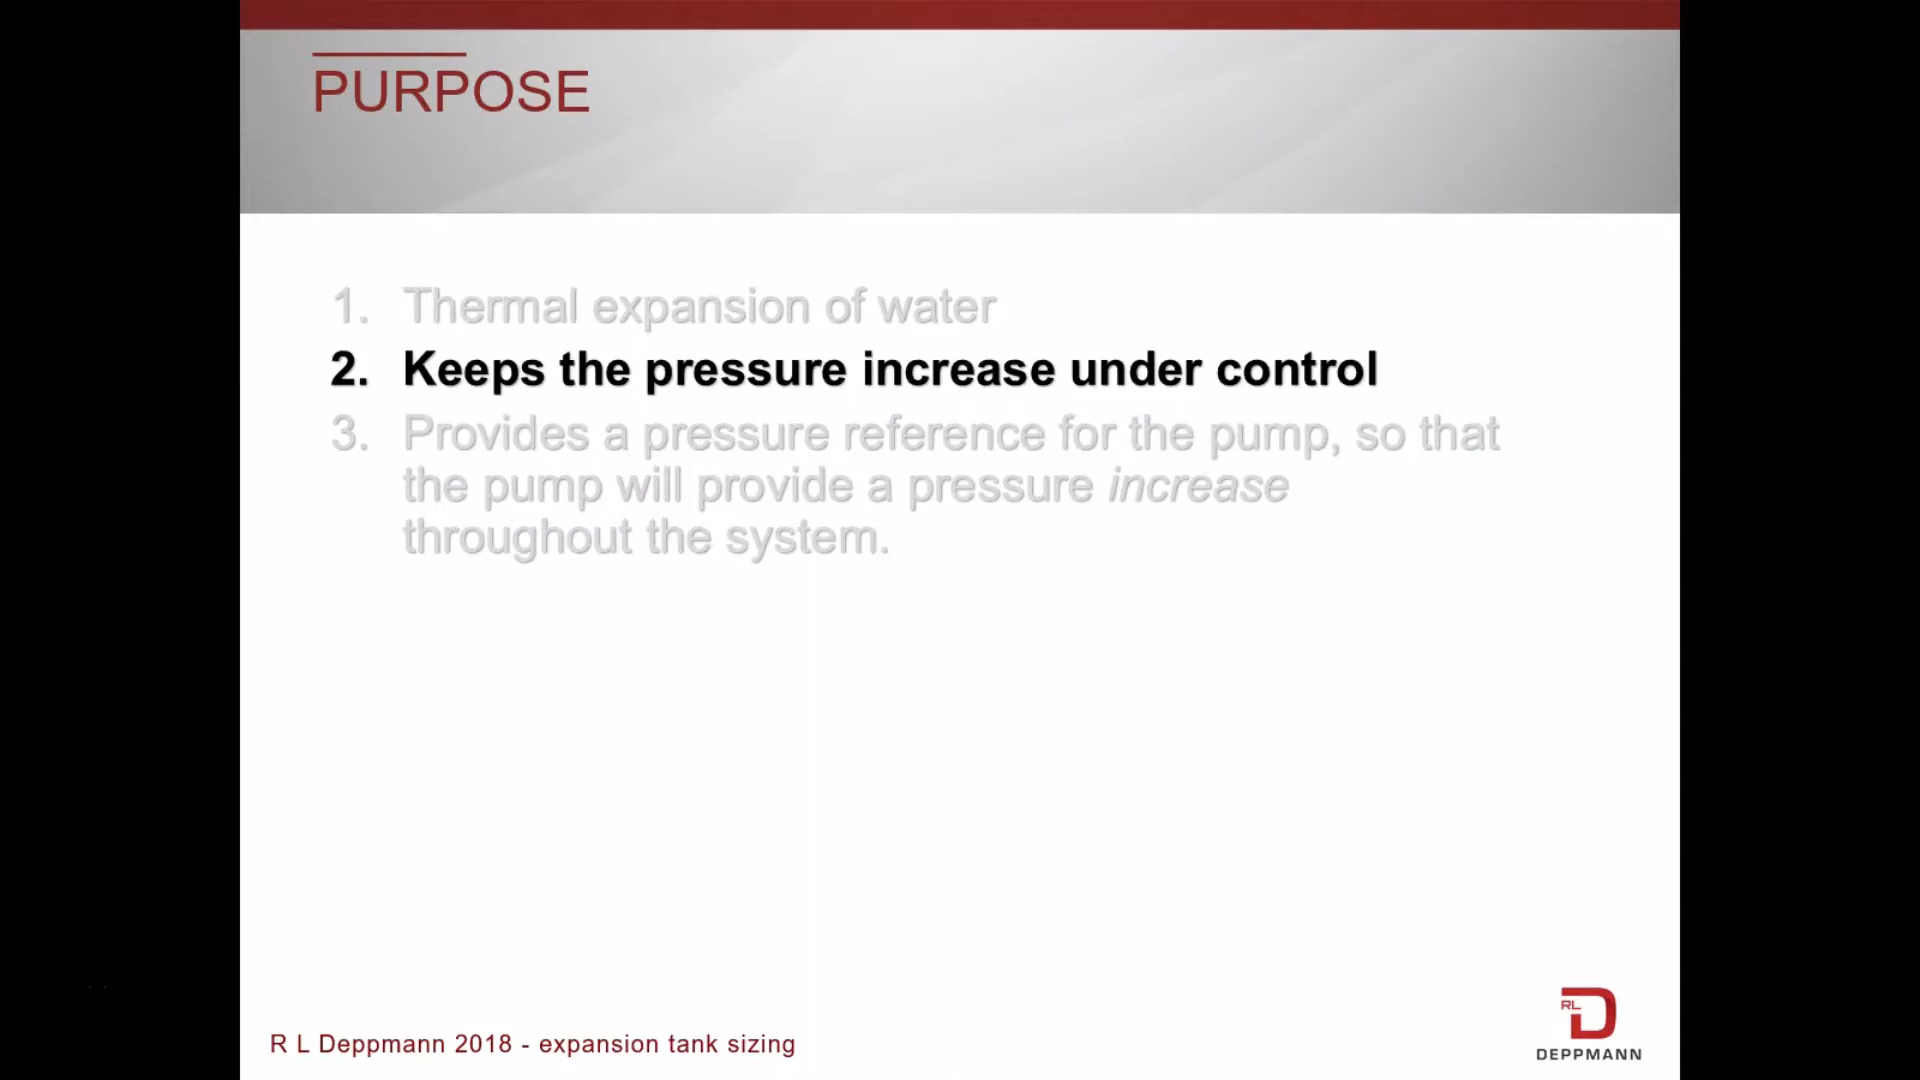 PURPOSE
1. Thermal expansion of water
2. Keeps the pressure increase under control
3. Provides a pressure reference for the pump, so that
the pump will provide a pressure increase
throughout the system.
R L Deppmann 2018 - expansion tank sizing
RL
D
DEPPMANN